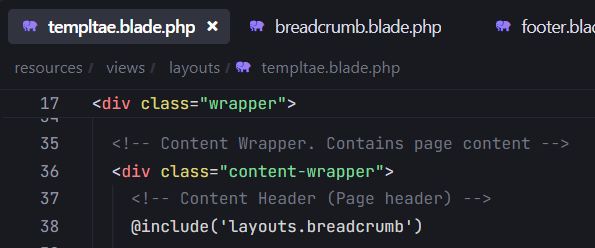 templtae.blade.php × breadcrumb.blade.php footer.blad
resources / views / layouts / templtae.blade.php
17 <div class="wrapper">
34
35 <!-- Content Wrapper. Contains page content -->
36 <div class="content-wrapper">
37 <!-- Content Header (Page header) -->
38 @include('layouts.breadcrumb')